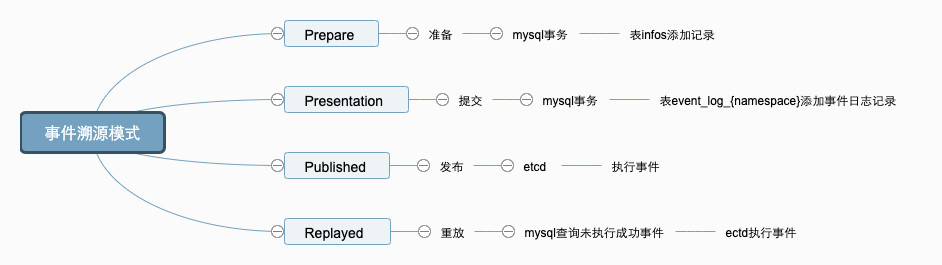 事件溯源模式
Prepare 准备 mysql事务 表infos添加记录
Presentation 提交 mysql事务 表event_log_{namespace}添加事件日志记录
Published 发布 etcd 执行事件
Replayed 重放 mysql查询未执行成功事件 ectd执行事件